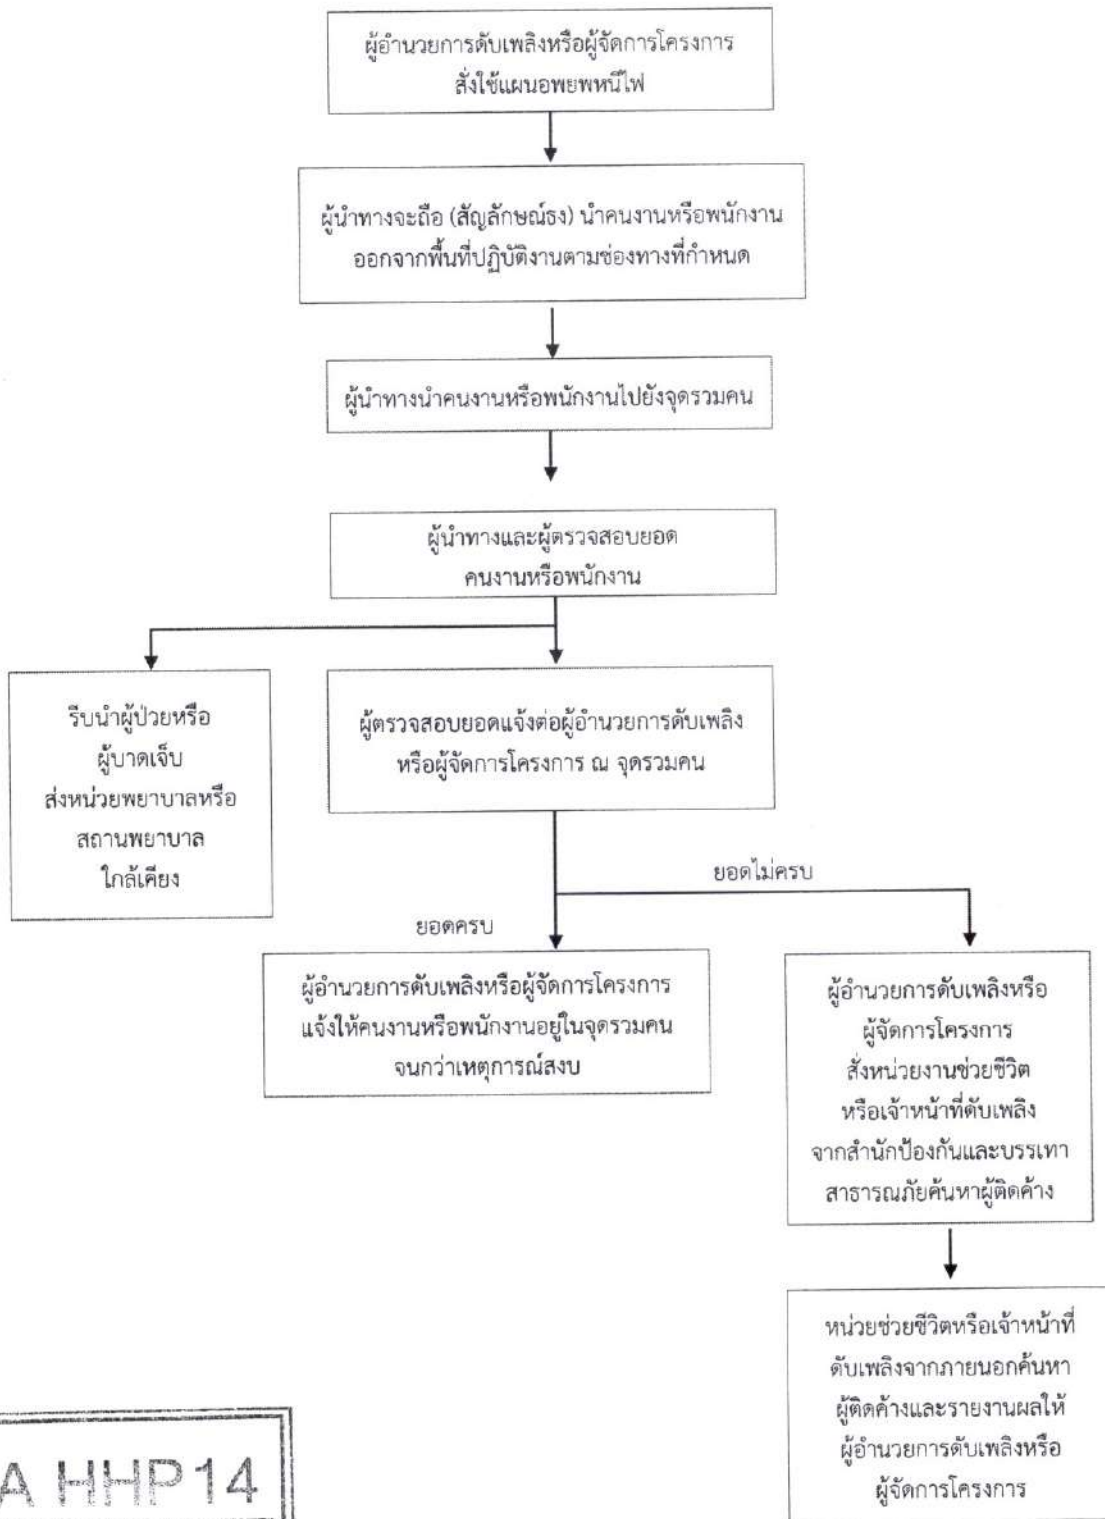 ผู้อำนวยการดับเพลิงหรือผู้จัดการโครงการ
สั่งใช้แผนอพยพหนีไฟ
ผู้นำทางจะถือ (สัญลักษณ์ธง) นำคนงานหรือพนักงาน
ออกจากพื้นที่ปฏิบัติงานตามช่องทางที่กำหนด
ผู้นำทางนำคนงานหรือพนักงานไปยังจุดรวมคน
ผู้นำทางและผู้ตรวจสอบยอด
คนงานหรือพนักงาน
รีบนำผู้ป่วยหรือ
ผู้บาดเจ็บ
ส่งหน่วยพยาบาลหรือ
สถานพยาบาล
ใกล้เคียง
ผู้ตรวจสอบยอดแจ้งต่อผู้อำนวยการดับเพลิง
หรือผู้จัดการโครงการ ณ จุดรวมคน
ยอดไม่ครบ
ยอดครบ
ผู้อำนวยการดับเพลิงหรือผู้จัดการโครงการ
แจ้งให้คนงานหรือพนักงานอยู่ในจุดรวมคน
จนกว่าเหตุการณ์สงบ
ผู้อำนวยการดับเพลิงหรือ
ผู้จัดการโครงการ
สั่งหน่วยงานช่วยชีวิต
หรือเจ้าหน้าที่ดับเพลิง
จากสำนักป้องกันและบรรเทา
สาธารณภัยค้นหาผู้ติดค้าง
หน่วยช่วยชีวิตหรือเจ้าหน้าที่
ดับเพลิงจากภายนอกค้นหา
ผู้ติดค้างและรายงานผลให้
ผู้อำนวยการดับเพลิงหรือ
ผู้จัดการโครงการ
A HHP14